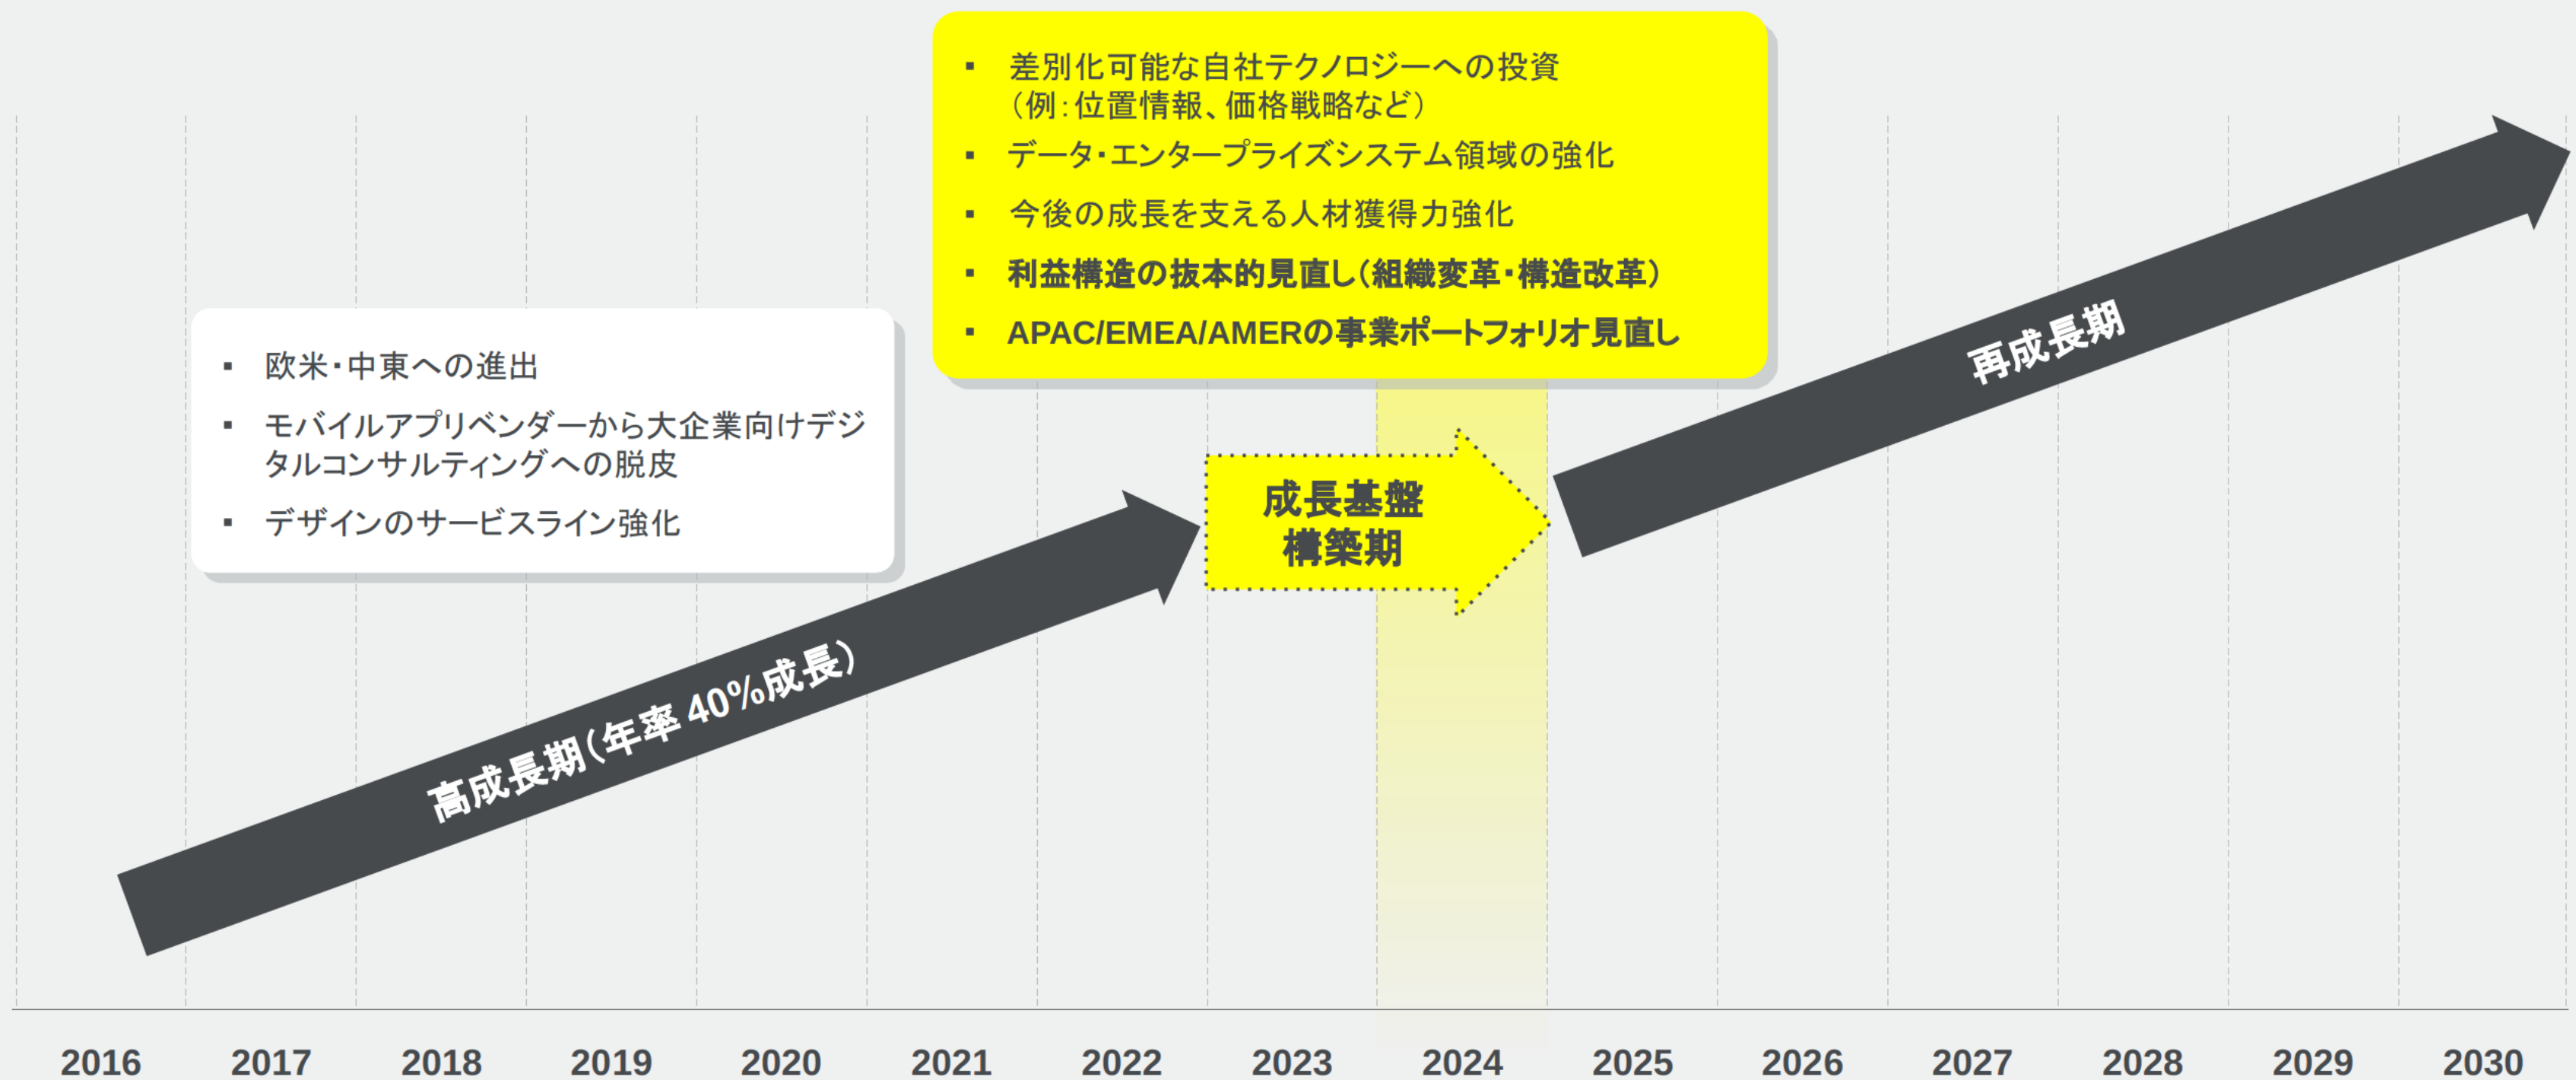 ▪ 差別化可能な自社テクノロジーへの投資
（例：位置情報、価格戦略など）
▪ データ・エンタープライズシステム領域の強化
▪ 今後の成長を支える人材獲得力強化
▪ 利益構造の抜本的見直し（組織変革・構造改革）
▪ APAC/EMEA/AMERの事業ポートフォリオ見直し
▪ 欧米・中東への進出
▪ モバイルアプリベンダーから大企業向けデジ
タルコンサルティングへの脱皮
▪ デザインのサービスライン強化
高成長期（年率 40%成長）
成長基盤
構築期
再成長期
2016 2017 2018 2019 2020 2021 2022 2023 2024 2025 2026 2027 2028 2029 2030